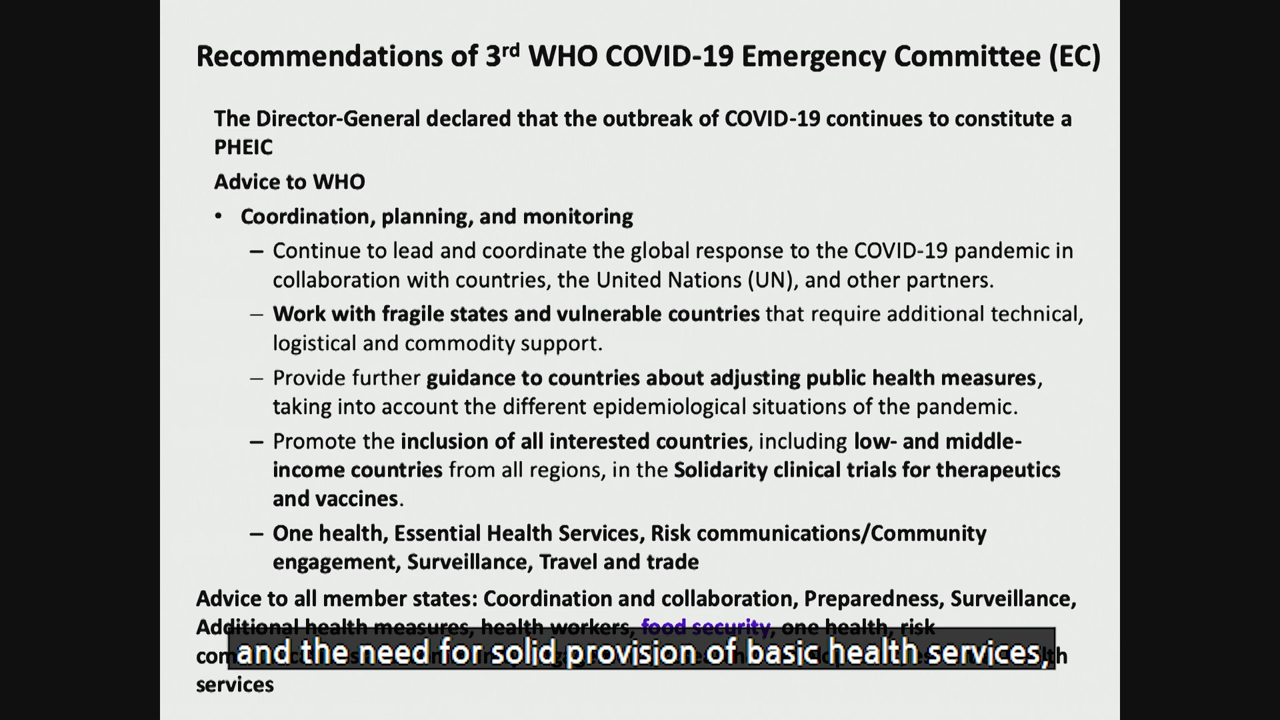 Recommendations of 3rd WHO COVID-19 Emergency Committee (EC)
The Director-General declared that the outbreak of COVID-19 continues to constitute a
PHEIC
Advice to WHO
• Coordination, planning, and monitoring
– Continue to lead and coordinate the global response to the COVID-19 pandemic in
collaboration with countries, the United Nations (UN), and other partners.
– Work with fragile states and vulnerable countries that require additional technical,
logistical and commodity support.
– Provide further guidance to countries about adjusting public health measures,
taking into account the different epidemiological situations of the pandemic.
– Promote the inclusion of all interested countries, including low- and middle-
income countries from all regions, in the Solidarity clinical trials for therapeutics
and vaccines.
– One health, Essential Health Services, Risk communications/Community
engagement, Surveillance, Travel and trade
Advice to all member states: Coordination and collaboration, Preparedness, Surveillance,
Additional health measures, health workers, food security, one health, risk
and the need for solid provision of basic health services,
services